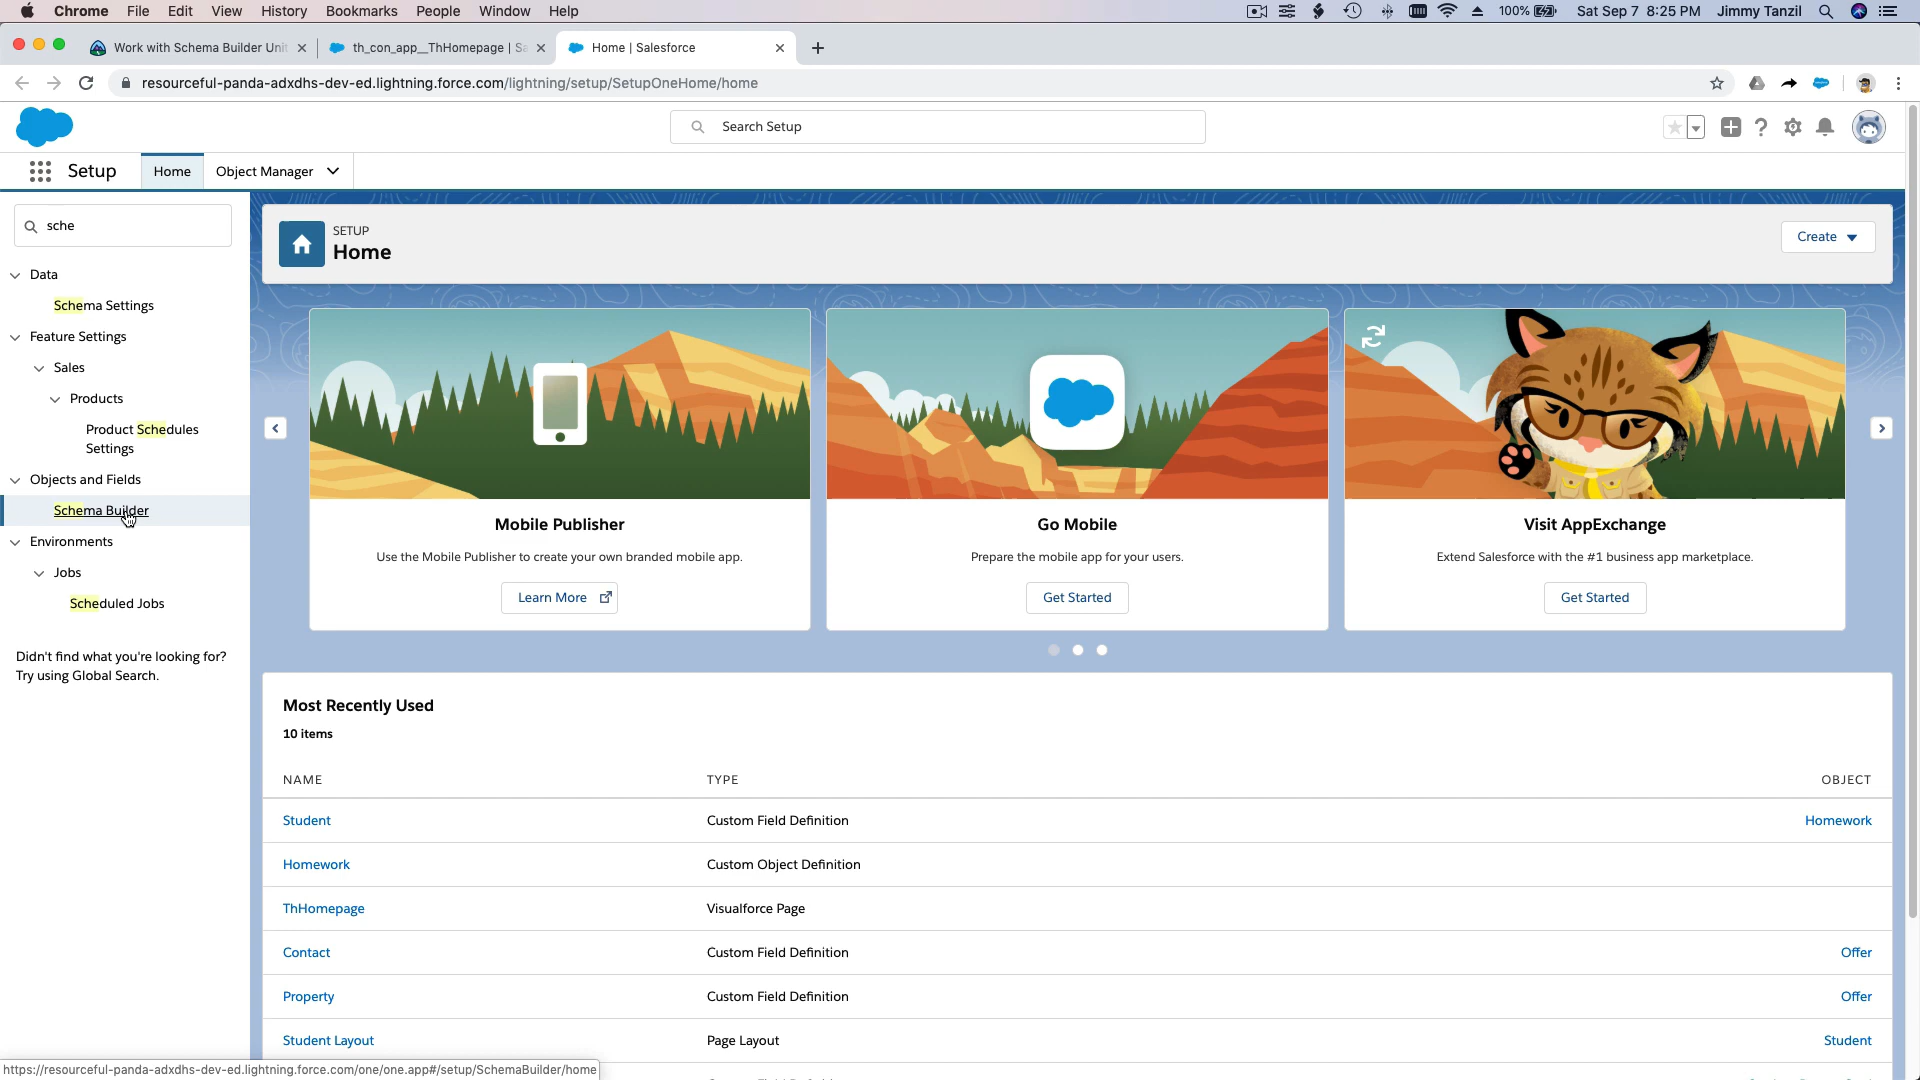 Chrome File Edit View History Bookmarks People Window Help 100% Sat Sep 7 8:25 PM Jimmy Tanzil
Work with Schema Builder Unit th_con_app__ThHomepage | Sa Home | Salesforce
resourceful-panda-adxdhs-dev-ed.lightning.force.com/lightning/setup/SetupOneHome/home
Search Setup
Setup Home Object Manager
sche
Data
Schema Settings
Feature Settings
Sales
Products
Product Schedules
Settings
Objects and Fields
Schema Builder
Environments
Jobs
Scheduled Jobs
Didn't find what you're looking for?
Try using Global Search.
SETUP
Home
Create
Mobile Publisher
Use the Mobile Publisher to create your own branded mobile app.
Learn More
Go Mobile
Prepare the mobile app for your users.
Get Started
Visit AppExchange
Extend Salesforce with the #1 business app marketplace.
Get Started
Most Recently Used
10 items
NAME TYPE OBJECT
Student Custom Field Definition Homework
Homework Custom Object Definition
ThHomepage Visualforce Page
Contact Custom Field Definition Offer
Property Custom Field Definition Offer
Student Layout Page Layout Student
https://resourceful-panda-adxdhs-dev-ed.lightning.force.com/one/one.app#/setup/SchemaBuilder/home